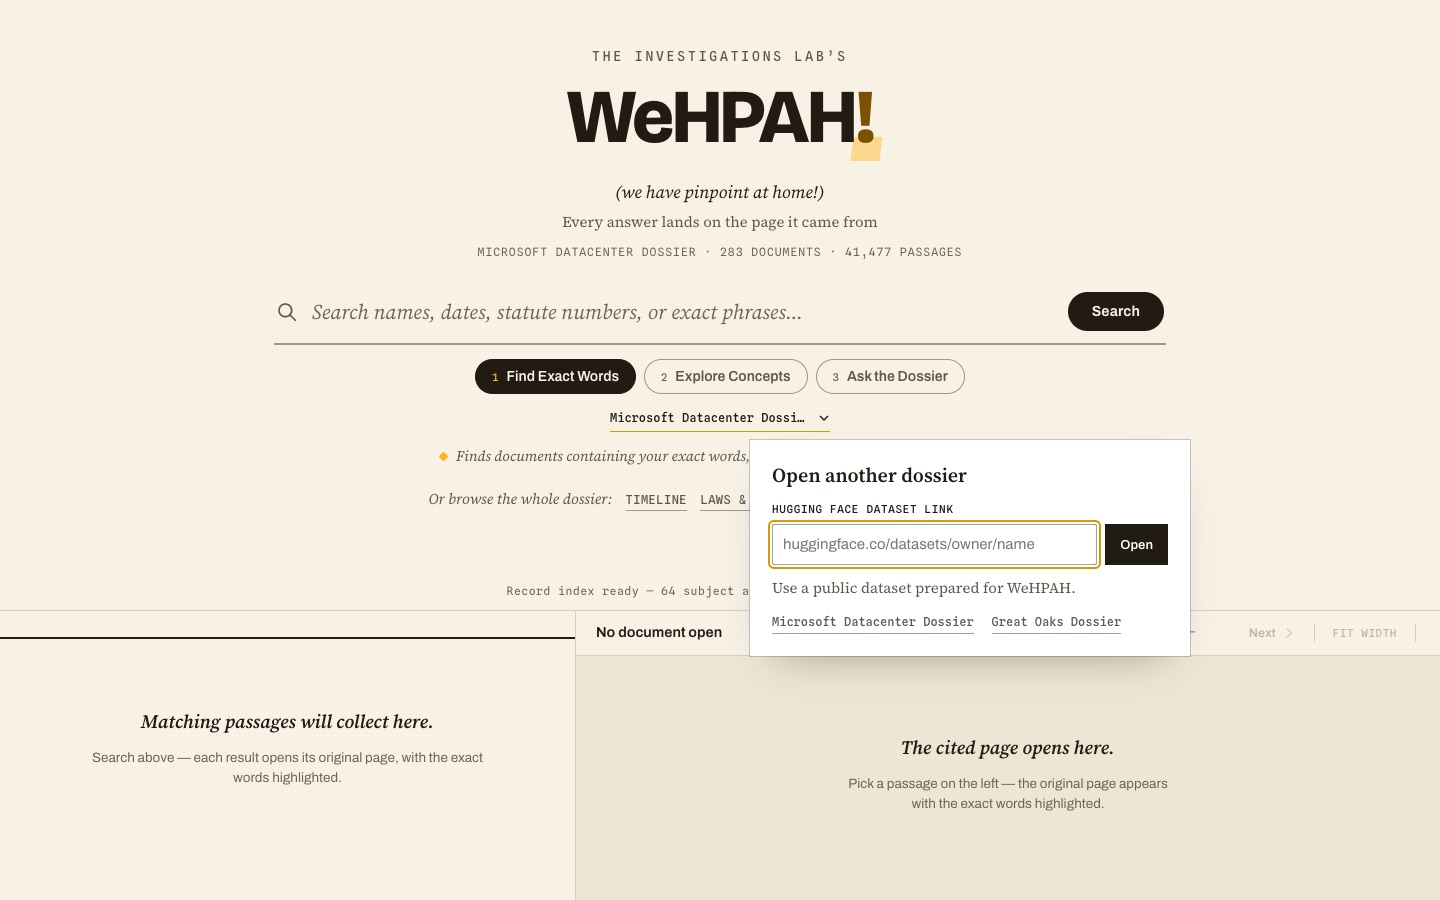 THE INVESTIGATIONS LAB’S
WeHPAH!
(we have pinpoint at home!)
Every answer lands on the page it came from
MICROSOFT DATACENTER DOSSIER · 283 DOCUMENTS · 41,477 PASSAGES
Search names, dates, statute numbers, or exact phrases…
Search
1 Find Exact Words
2 Explore Concepts
3 Ask the Dossier
Microsoft Datacenter Dossi…
Finds documents containing your exact words,
Or browse the whole dossier: TIMELINE LAWS &
Open another dossier
HUGGING FACE DATASET LINK
huggingface.co/datasets/owner/name
Open
Use a public dataset prepared for WeHPAH.
Microsoft Datacenter Dossier Great Oaks Dossier
Record index ready — 64 subject a
No document open
Next
FIT WIDTH
Matching passages will collect here.
Search above — each result opens its original page, with the exact
words highlighted.
The cited page opens here.
Pick a passage on the left — the original page appears
with the exact words highlighted.